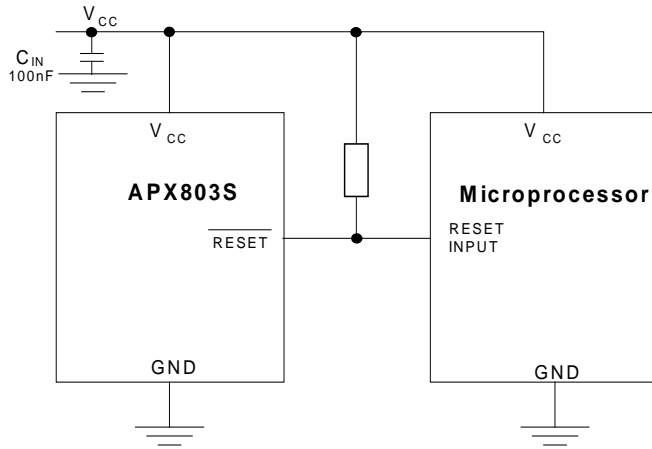 VCC
CIN
100nF
VCC
VCC
APX803S
Microprocessor
RESET
RESET
INPUT
GND
GND